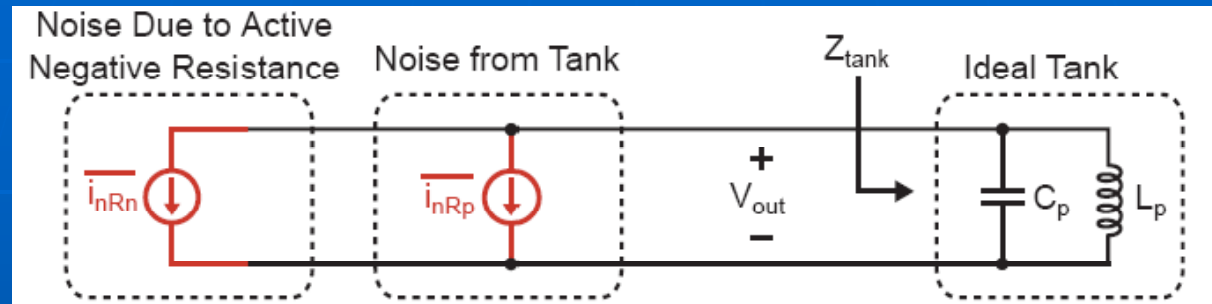 Noise Due to Active
Negative Resistance
Noise from Tank
Z_tank
Ideal Tank
i_nRn
i_nRp
+
V_out
−
C_p
L_p